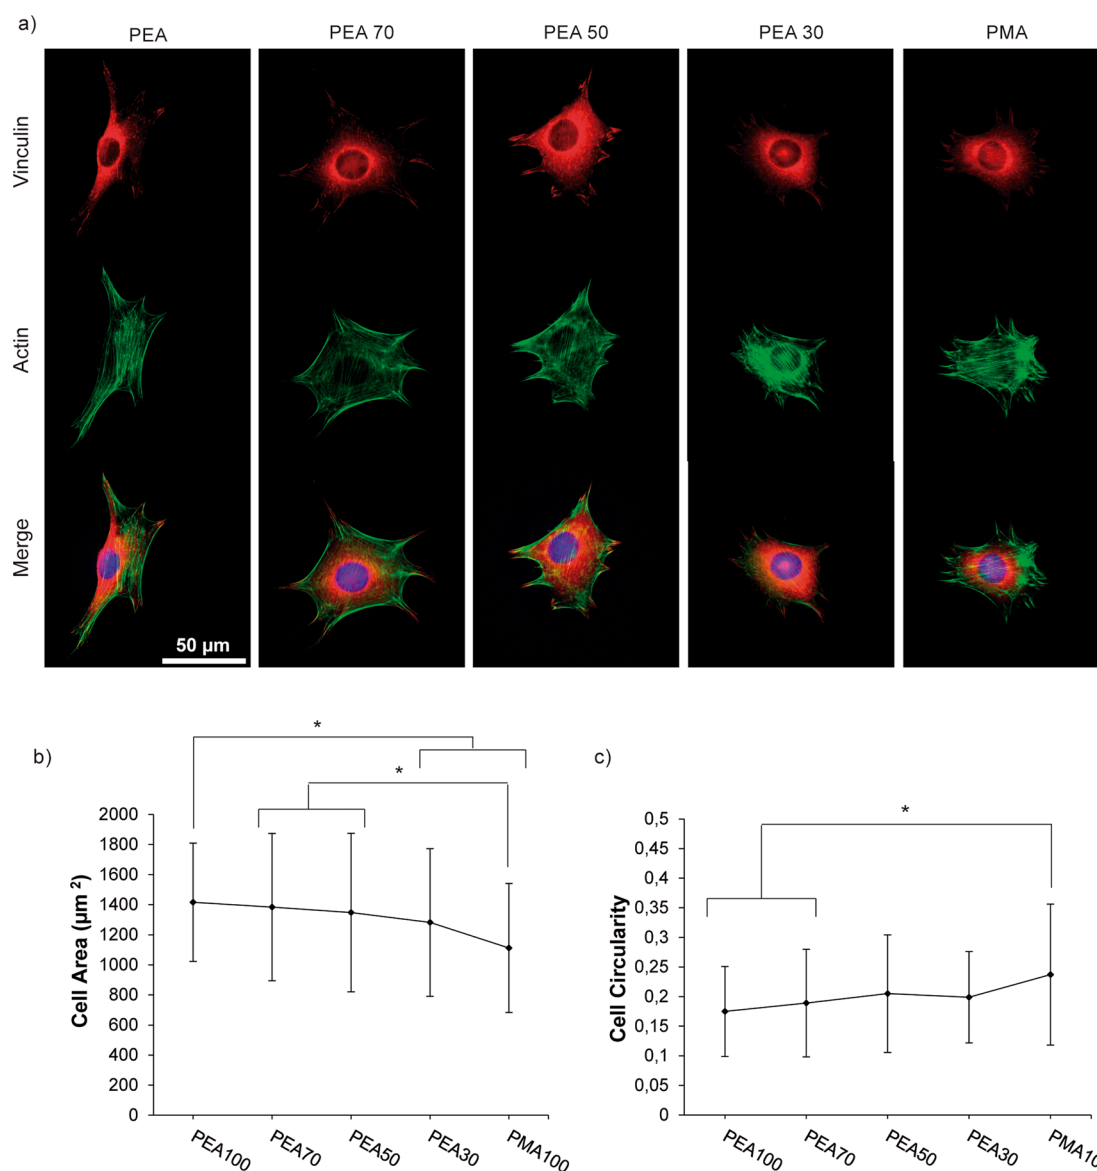 a)
PEA PEA 70 PEA 50 PEA 30 PMA
Vinculin
Actin
Merge
50 µm
b)
*
*
Cell Area (µm 2)
2000
1800
1600
1400
1200
1000
800
600
400
200
0
PEA100 PEA70 PEA50 PEA30 PMA100
c)
*
Cell Circularity
0,5
0,45
0,4
0,35
0,3
0,25
0,2
0,15
0,1
0,05
0
PEA100 PEA70 PEA50 PEA30 PMA100